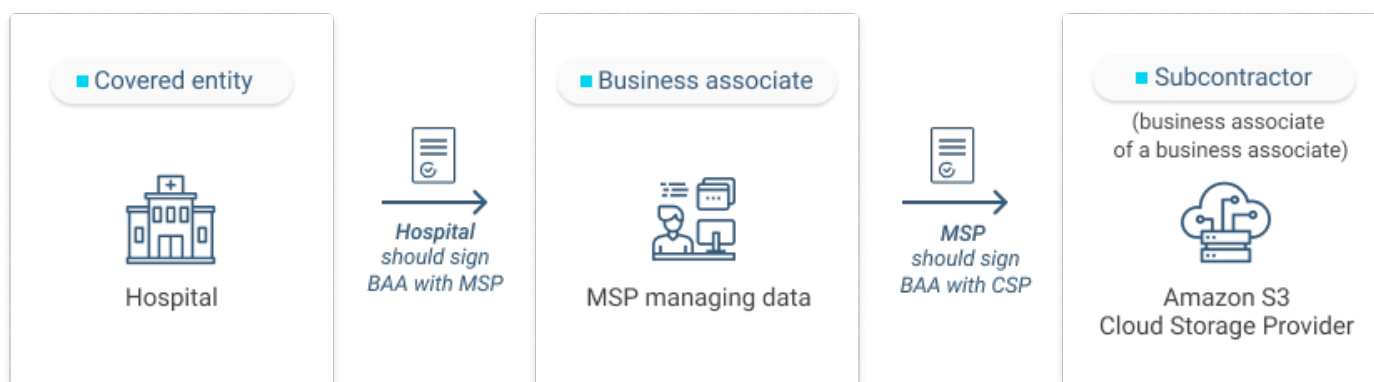 Covered entity
Hospital
Hospital
should sign
BAA with MSP
Business associate
MSP managing data
MSP
should sign
BAA with CSP
Subcontractor
(business associate
of a business associate)
Amazon S3
Cloud Storage Provider